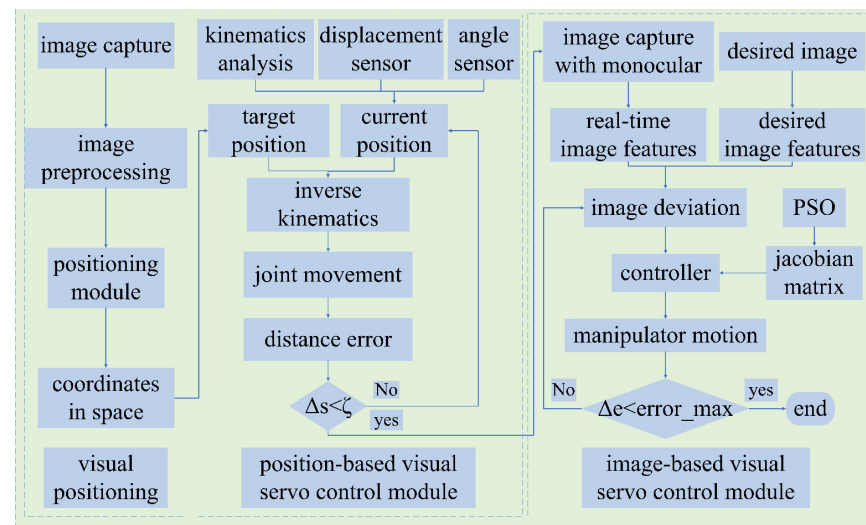 image capture
image
preprocessing
positioning
module
coordinates
in space
visual
positioning
kinematics
analysis
displacement
sensor
angle
sensor
target
position
current
position
inverse
kinematics
joint movement
distance error
Δs<ζ
No
yes
position-based visual
servo control module
image capture
with monocular
desired image
real-time
image features
desired
image features
image deviation
PSO
controller
jacobian
matrix
manipulator motion
No
Δe<error_max
yes
end
image-based visual
servo control module